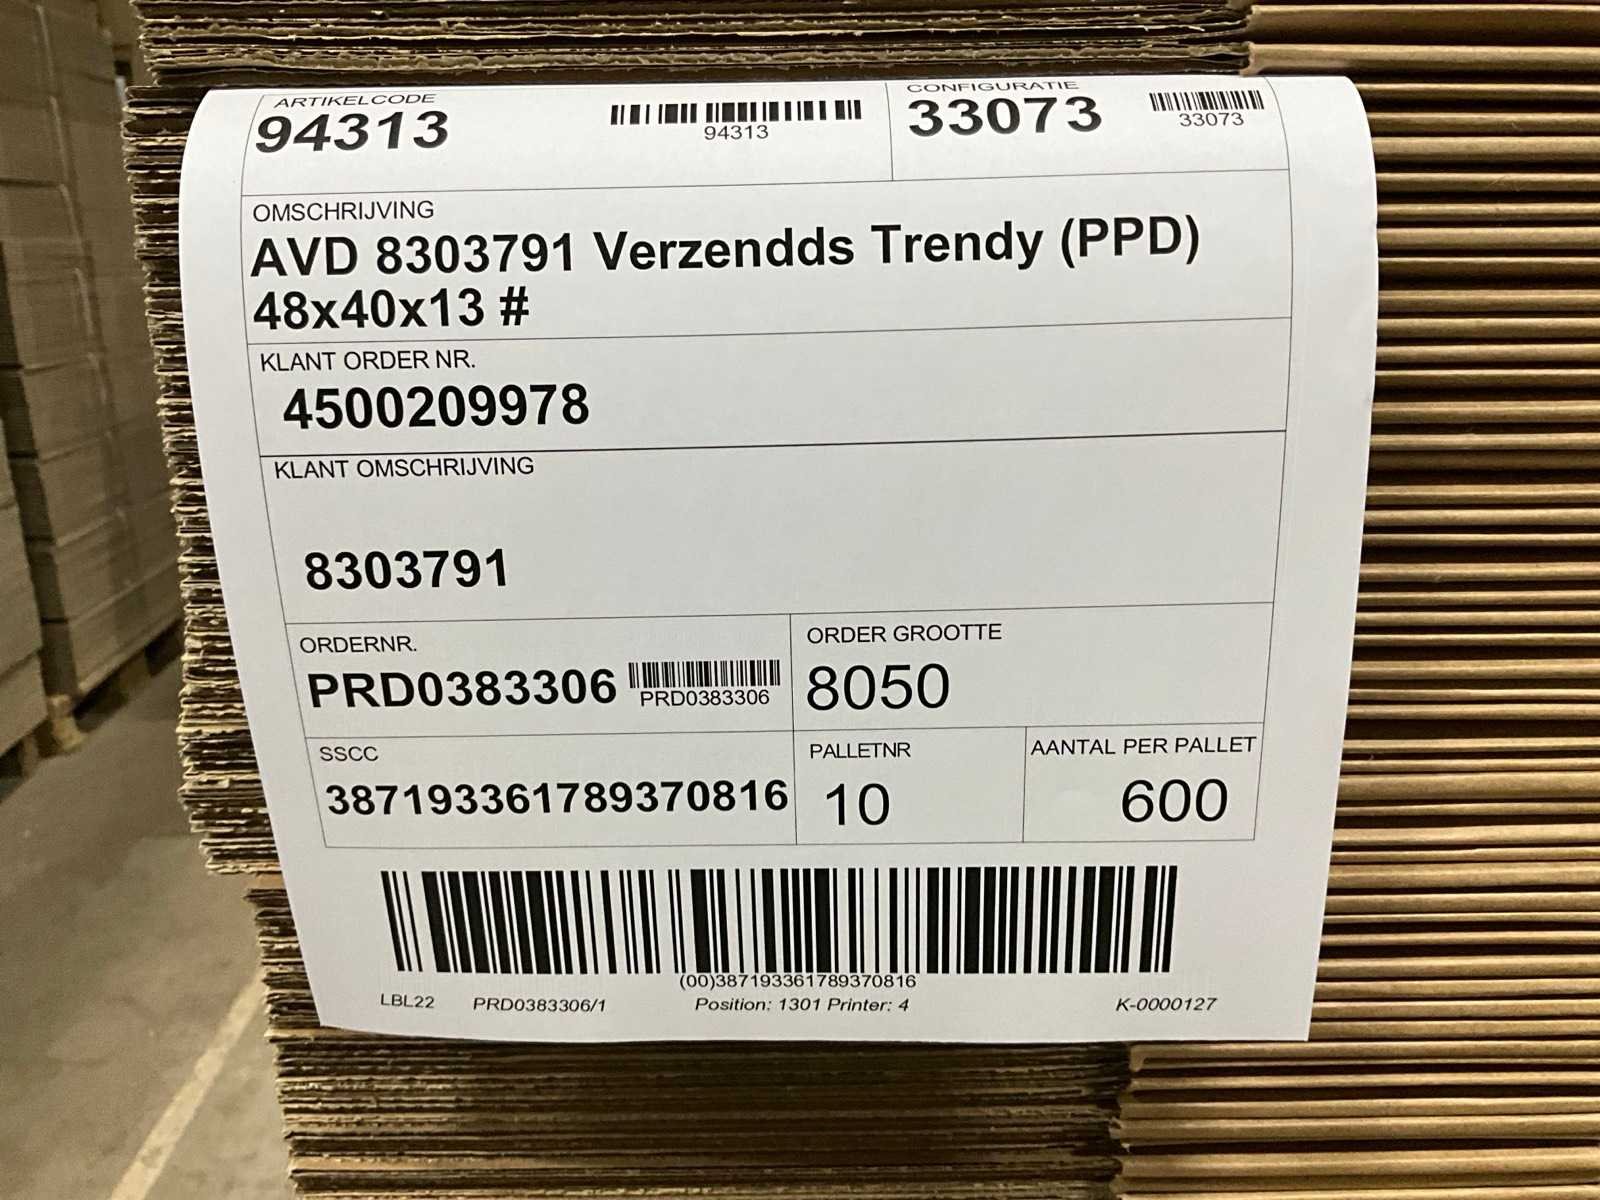 ARTIKELCODE
94313
94313
CONFIGURATIE
33073
33073
OMSCHRIJVING
AVD 8303791 Verzendds Trendy (PPD)
48x40x13 #
KLANT ORDER NR.
4500209978
KLANT OMSCHRIJVING
8303791
ORDERNR.
PRD0383306
PRD0383306
ORDER GROOTTE
8050
SSCC
387193361789370816
PALLETNR
10
AANTAL PER PALLET
600
(00)387193361789370816
LBL22 PRD0383306/1 Position: 1301 Printer: 4 K-0000127